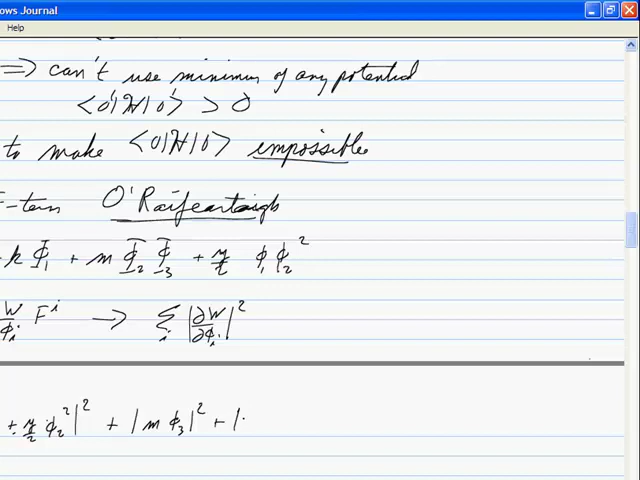 ows Journal
Help
=> can't use minimum of any potential
<0'|H|0'> > 0
to make <0|H|0> impossible
F-term O'Raifeartaigh
k Φ₁ + m Φ₂ Φ₃ + y/2 Φ₁ Φ₂²
W/φᵢ Fⁱ → Σᵢ |∂W/∂φᵢ|²
+ y/2 φ₂²|² + |m φ₃|² + |